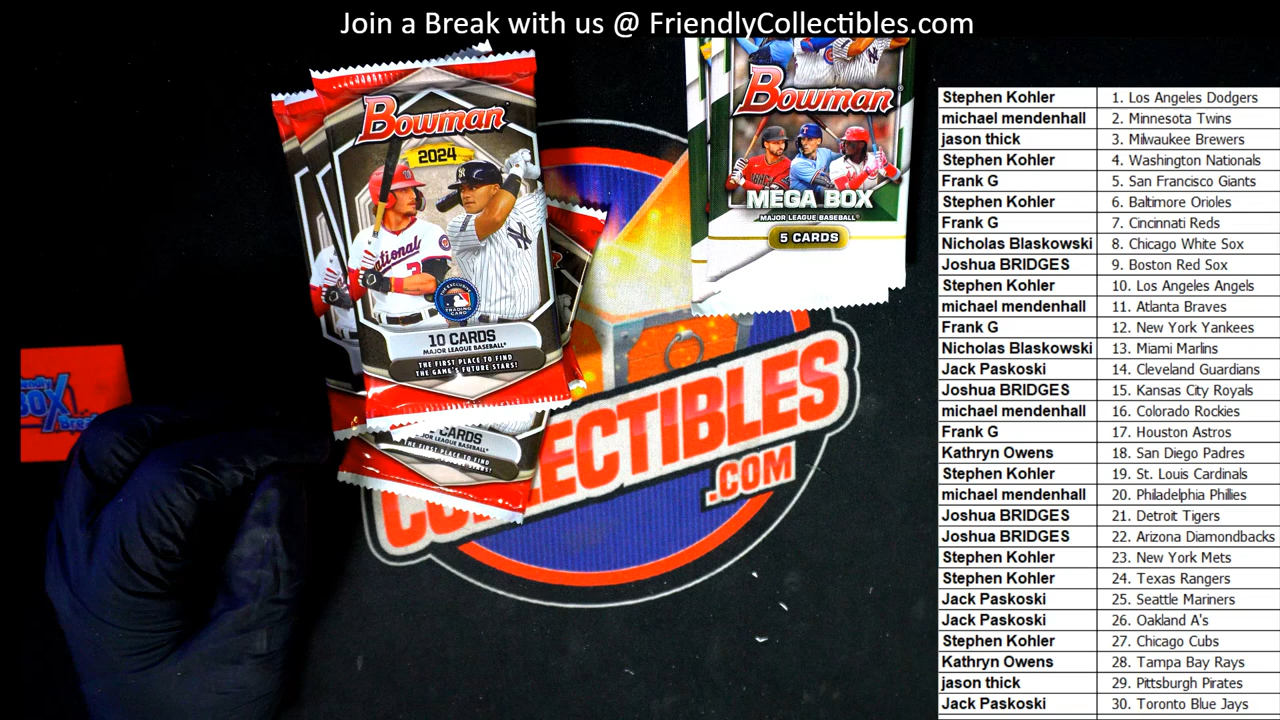 Join a Break with us @ FriendlyCollectibles.com
Bowman
2024
National
3
10 CARDS
MAJOR LEAGUE BASEBALL
THE FIRST PLACE TO FIND
THE GAME'S FUTURE STARS!
CARDS
Bowman
MEGA BOX
MAJOR LEAGUE BASEBALL
5 CARDS
BOX
LECTIBLES
.COM
Stephen Kohler 1. Los Angeles Dodgers
michael mendenhall 2. Minnesota Twins
jason thick 3. Milwaukee Brewers
Stephen Kohler 4. Washington Nationals
Frank G 5. San Francisco Giants
Stephen Kohler 6. Baltimore Orioles
Frank G 7. Cincinnati Reds
Nicholas Blaskowski 8. Chicago White Sox
Joshua BRIDGES 9. Boston Red Sox
Stephen Kohler 10. Los Angeles Angels
michael mendenhall 11. Atlanta Braves
Frank G 12. New York Yankees
Nicholas Blaskowski 13. Miami Marlins
Jack Paskoski 14. Cleveland Guardians
Joshua BRIDGES 15. Kansas City Royals
michael mendenhall 16. Colorado Rockies
Frank G 17. Houston Astros
Kathryn Owens 18. San Diego Padres
Stephen Kohler 19. St. Louis Cardinals
michael mendenhall 20. Philadelphia Phillies
Joshua BRIDGES 21. Detroit Tigers
Joshua BRIDGES 22. Arizona Diamondbacks
Stephen Kohler 23. New York Mets
Stephen Kohler 24. Texas Rangers
Jack Paskoski 25. Seattle Mariners
Jack Paskoski 26. Oakland A's
Stephen Kohler 27. Chicago Cubs
Kathryn Owens 28. Tampa Bay Rays
jason thick 29. Pittsburgh Pirates
Jack Paskoski 30. Toronto Blue Jays